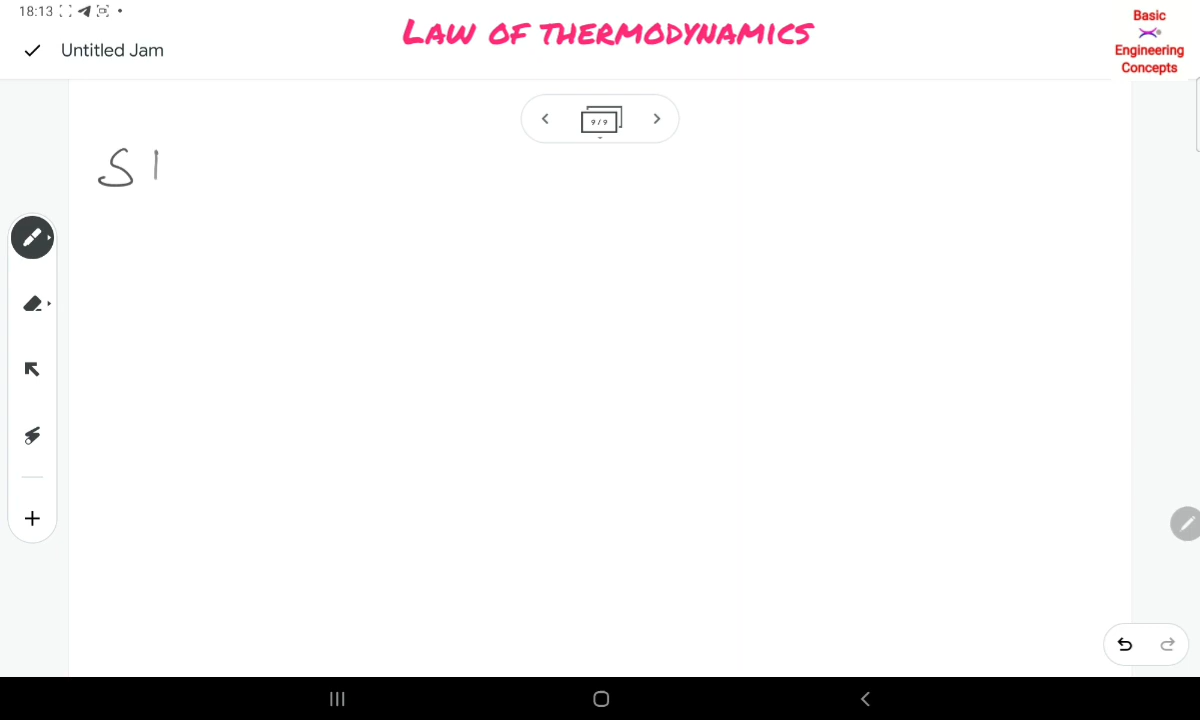 18:13
LAW OF THERMODYNAMICS
Basic
Engineering
Concepts
Untitled Jam
9 / 9
S I